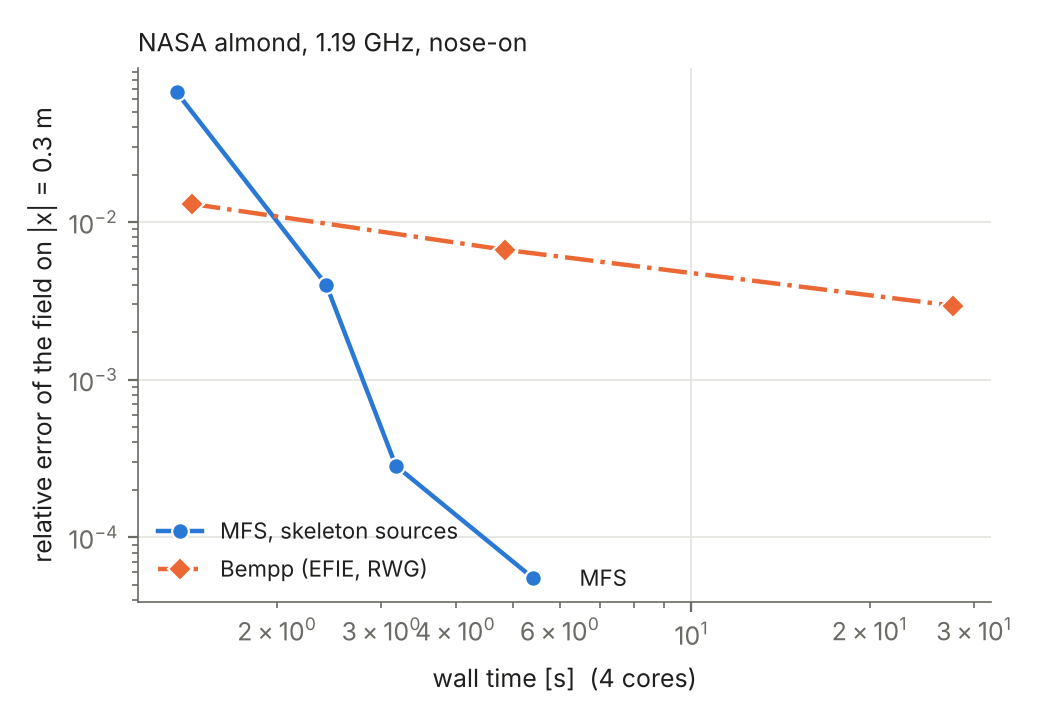 NASA almond, 1.19 GHz, nose-on
relative error of the field on |x| = 0.3 m
10⁻²
10⁻³
10⁻⁴
MFS, skeleton sources
Bempp (EFIE, RWG)
MFS
2 × 10⁰ 3 × 10⁰ 4 × 10⁰ 6 × 10⁰ 10¹ 2 × 10¹ 3 × 10¹
wall time [s] (4 cores)